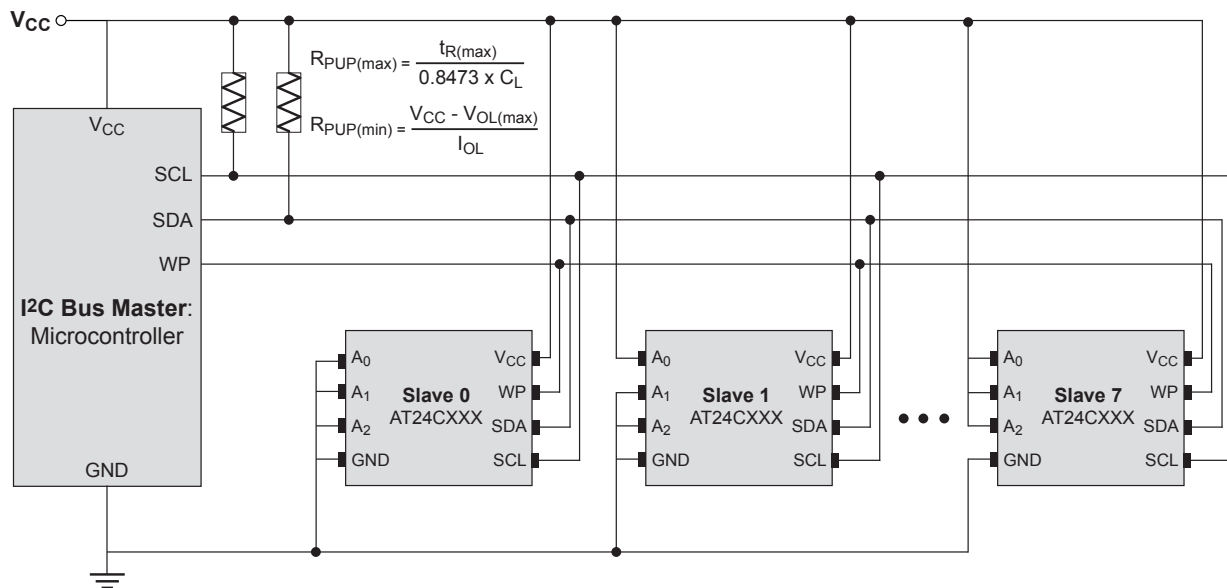 VCC
RPUP(max) = tR(max)
0.8473 x CL
RPUP(min) = VCC - VOL(max)
IOL
VCC
SCL
SDA
WP
I2C Bus Master:
Microcontroller
GND
A0
A1
A2
GND
Slave 0
AT24CXXX
VCC
WP
SDA
SCL
A0
A1
A2
GND
Slave 1
AT24CXXX
VCC
WP
SDA
SCL
A0
A1
A2
GND
Slave 7
AT24CXXX
VCC
WP
SDA
SCL